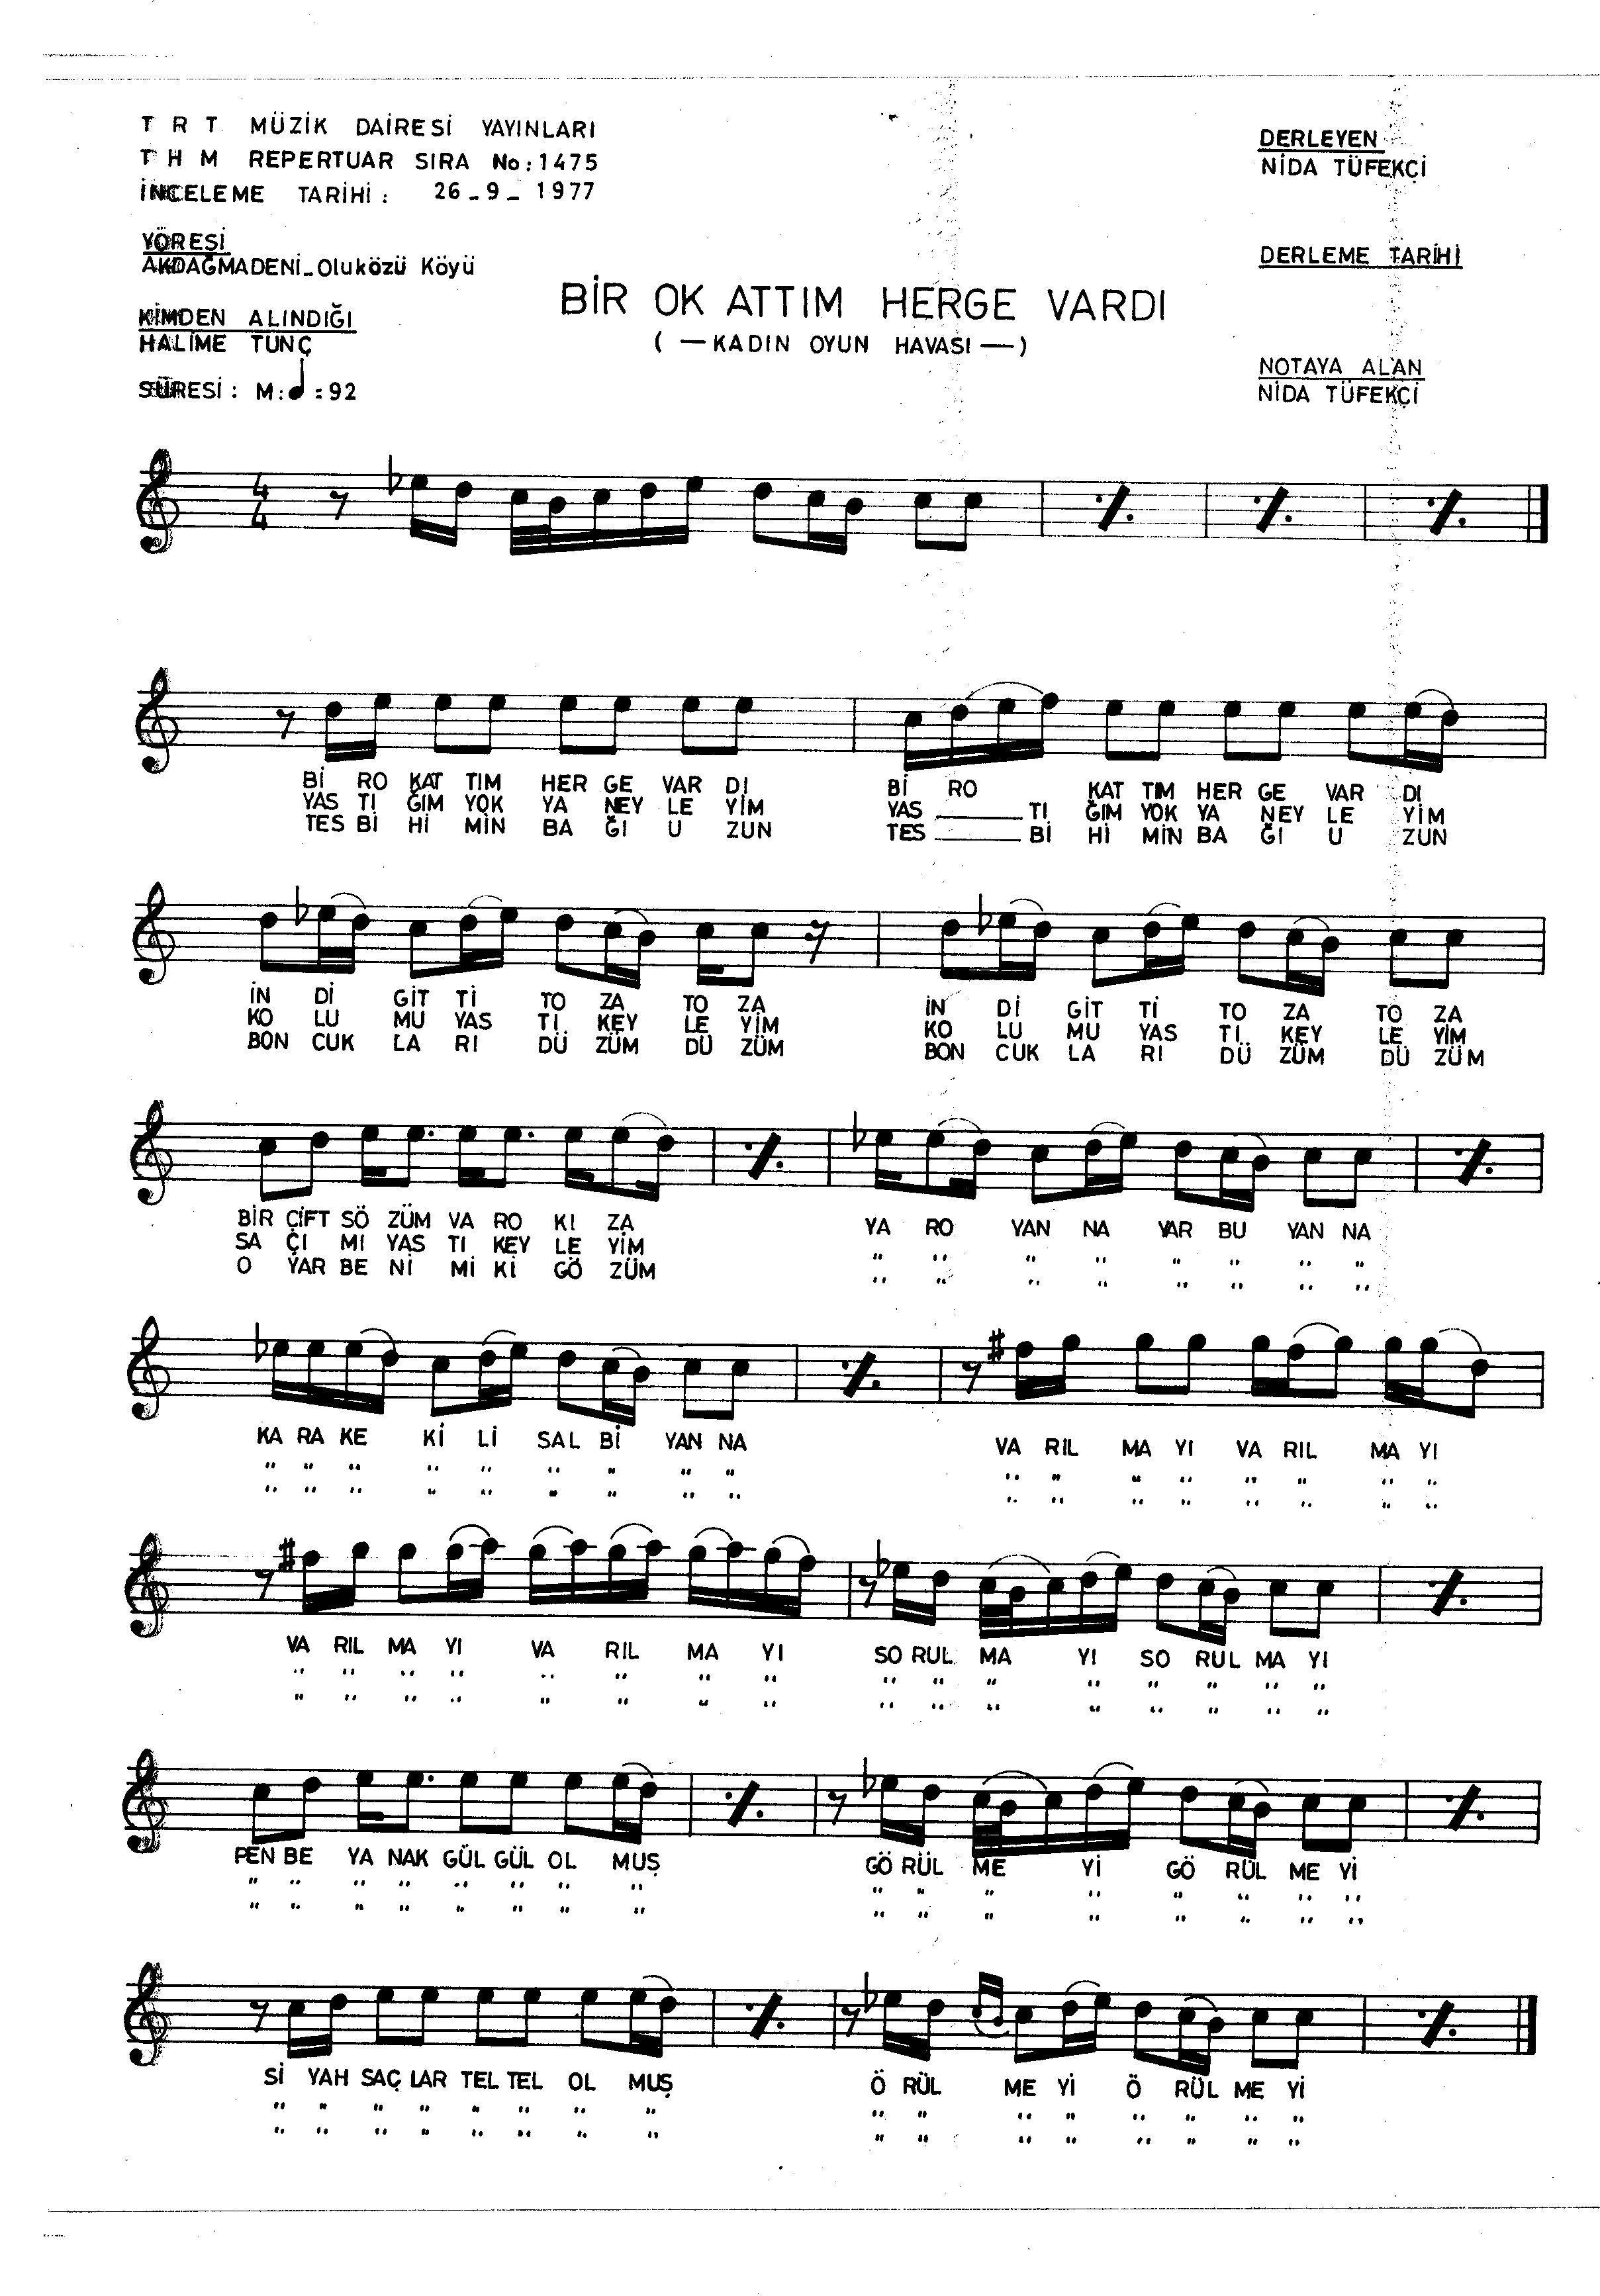 TRT MÜZİK DAİRESİ YAYINLARI
THM REPERTUAR SIRA No: 1475
İNCELEME TARİHİ: 26-9-1977
DERLEYEN
NİDA TÜFEKÇİ
YÖRESİ
AKDAĞMADENİ-Oluközü Köyü
DERLEME TARİHİ
BİR OK ATTIM HERGE VARDI
(—KADIN OYUN HAVASI—)
KİMDEN ALINDIĞI
HALİME TUNÇ
NOTAYA ALAN
NİDA TÜFEKÇİ
SÜRESİ: M:♩=92
4
4
Bİ RO KAT TIM HER GE VAR DI Bİ RO KAT TIM HER GE VAR DI
YAS TI ĞIM YOK YA NEY LE YİM YAS ____ TI ĞIM YOK YA NEY LE YİM
TES Bİ Hİ MİN BA ĞI U ZUN TES ____ Bİ Hİ MİN BA ĞI U ZUN
İN Dİ GİT Tİ TO ZA TO ZA İN Dİ GİT Tİ TO ZA TO ZA
KO LU MU YAS TI KEY LE YİM KO LU MU YAS TI KEY LE YİM
BON CUK LA RI DÜ ZÜM DÜ ZÜM BON CUK LA RI DÜ ZÜM DÜ ZÜM
BİR ÇİFT SÖ ZÜM VA RO KI ZA YA RO YAN NA YAR BU YAN NA
SA ÇI MI YAS TI KEY LE YİM " " " " " " " "
O YAR BE Nİ Mİ Kİ GÖ ZÜM " " " " " " " "
KA RA KE Kİ Lİ SAL BI YAN NA VA RIL MA YI VA RIL MA YI
" " " " " " " " " " " " " " " " "
" " " " " " " " " " " " " " " " "
VA RIL MA YI VA RIL MA YI SO RUL MA YI SO RUL MA YI
" " " " " " " " " " " " " " " "
" " " " " " " " " " " " " " " "
PEN BE YA NAK GÜL GÜL OL MUŞ GÖ RÜL ME Yİ GÖ RÜL ME Yİ
" " " " " " " " " " " " " " " "
" " " " " " " " " " " " " " " "
Sİ YAH SAÇ LAR TEL TEL OL MUŞ Ö RÜL ME Yİ Ö RÜL ME Yİ
" " " " " " " " " " " " " " " "
" " " " " " " " " " " " " " " "